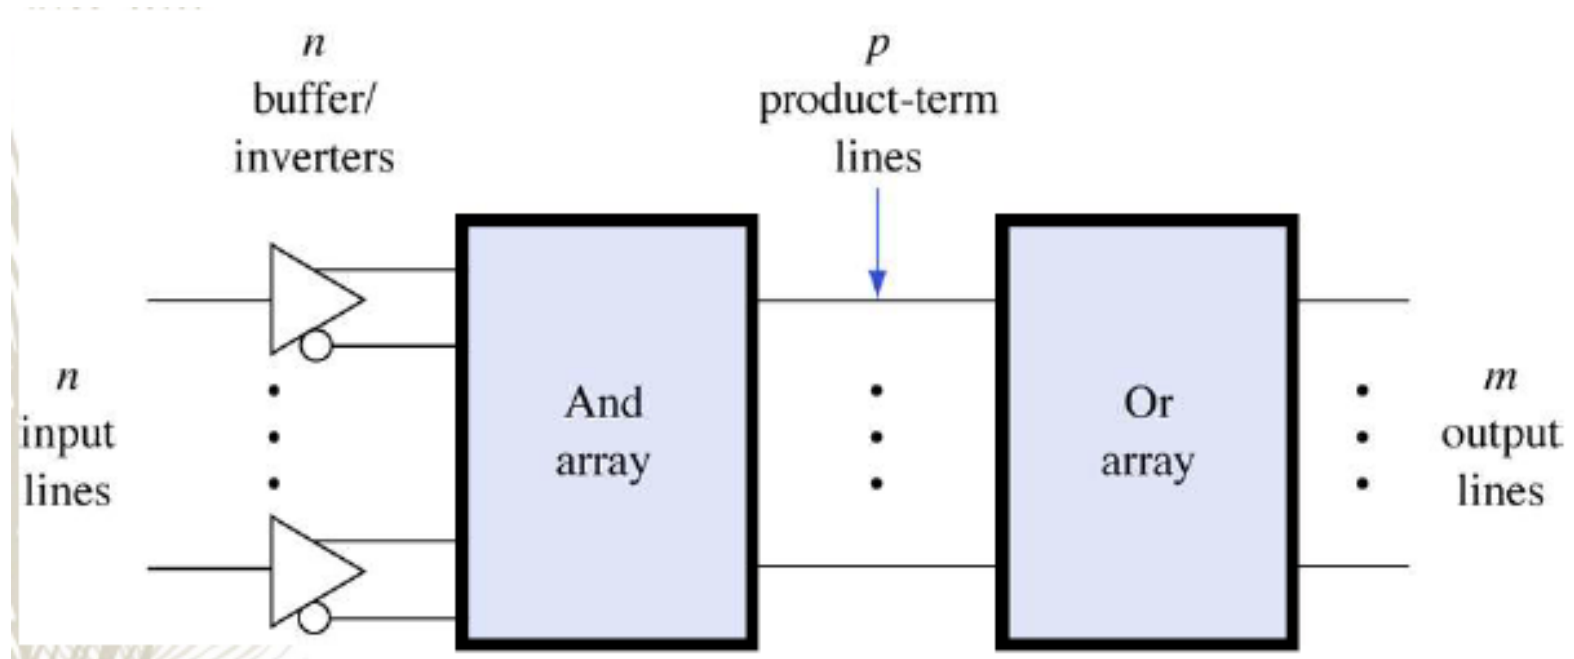 n
buffer/
inverters
p
product-term
lines
n
input
lines
And
array
Or
array
m
output
lines